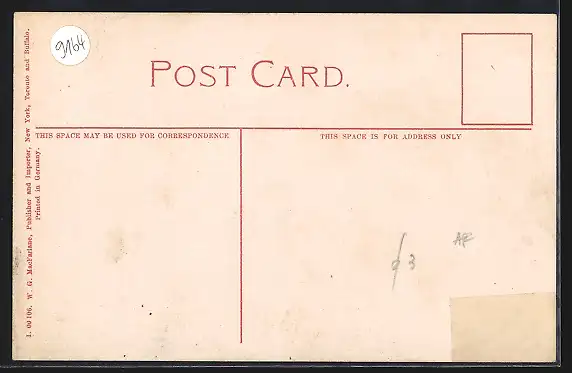 9164
POST CARD.
THIS SPACE MAY BE USED FOR CORRESPONDENCE
THIS SPACE IS FOR ADDRESS ONLY
W. G. MacFarlane, Publisher and Importer, New York, Toronto and Buffalo.
Printed in Germany.
3